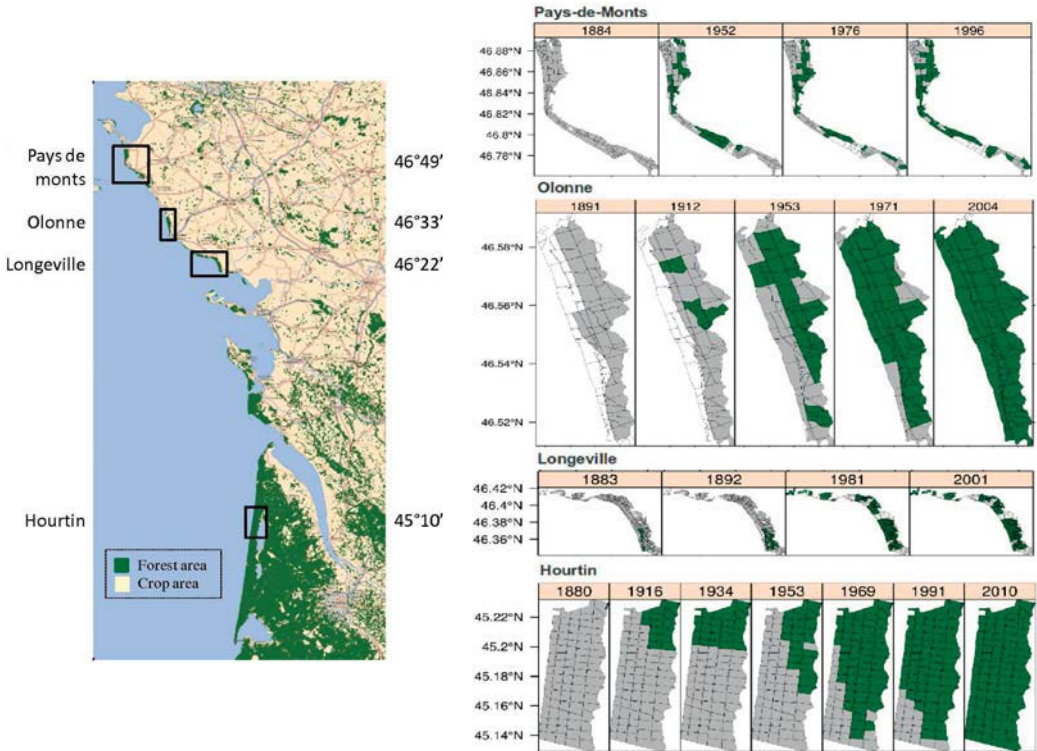 Pays de
monts
Olonne
Longeville
Hourtin
46°49′
46°33′
46°22′
45°10′
Forest area
Crop area
Pays-de-Monts
1884 1952 1976 1996
46.88°N
46.86°N
46.84°N
46.82°N
46.8°N
46.78°N
Olonne
1891 1912 1953 1971 2004
46.58°N
46.56°N
46.54°N
46.52°N
Longeville
1883 1892 1981 2001
46.42°N
46.4°N
46.38°N
46.36°N
Hourtin
1880 1916 1934 1953 1969 1991 2010
45.22°N
45.2°N
45.18°N
45.16°N
45.14°N